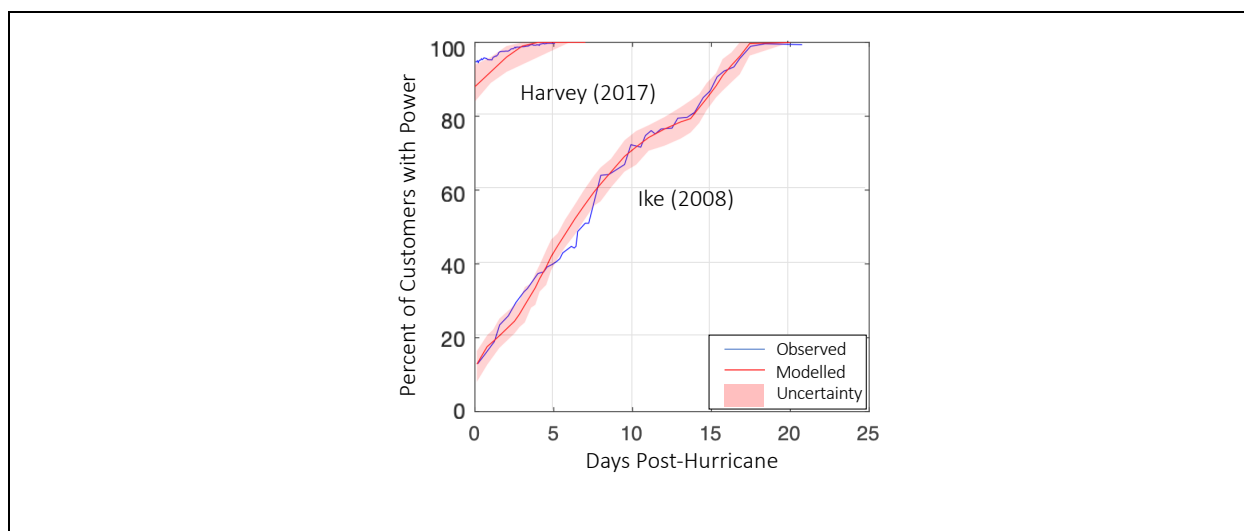 Percent of Customers with Power
100
80
60
40
20
0
Harvey (2017)
Ike (2008)
Observed
Modelled
Uncertainty
0 5 10 15 20 25
Days Post-Hurricane